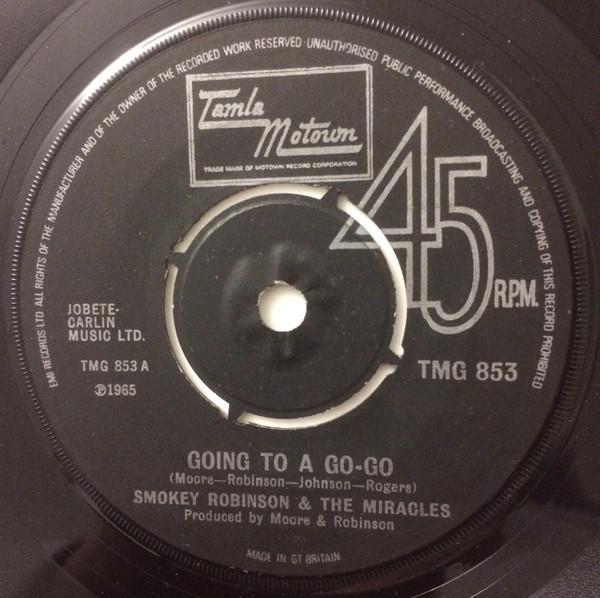 EMI RECORDS LTD ALL RIGHTS OF THE MANUFACTURER AND OF THE OWNER OF THE RECORDED WORK RESERVED · UNAUTHORISED PUBLIC PERFORMANCE BROADCASTING AND COPYING OF THIS RECORD PROHIBITED
Tamla
Motown
TRADE MARK OF MOTOWN RECORD CORPORATION
45
R.P.M.
JOBETE-
CARLIN
MUSIC LTD.
TMG 853 A
℗1965
TMG 853
GOING TO A GO-GO
(Moore—Robinson—Johnson—Rogers)
SMOKEY ROBINSON & THE MIRACLES
Produced by Moore & Robinson
MADE IN GT BRITAIN